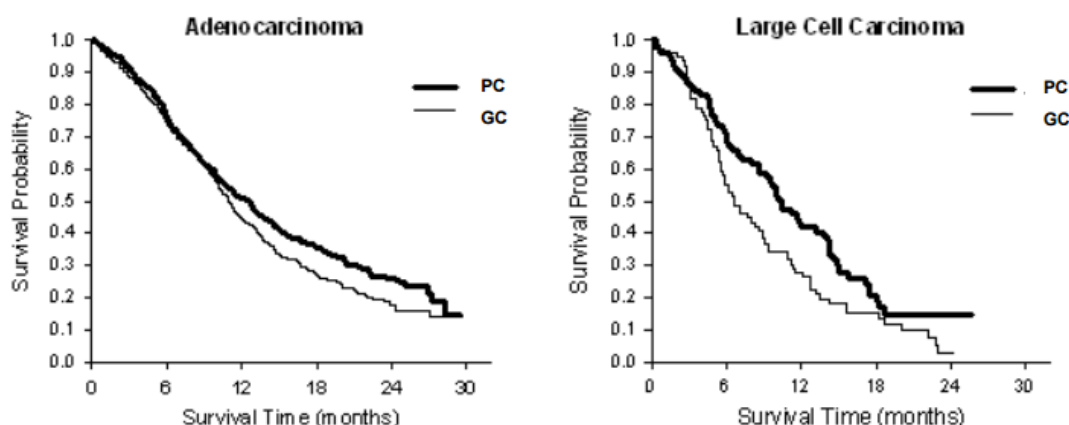 Adenocarcinoma
Survival Probability
1.0
0.9
0.8
0.7
0.6
0.5
0.4
0.3
0.2
0.1
0.0
PC
GC
0 6 12 18 24 30
Survival Time (months)
Large Cell Carcinoma
Survival Probability
1.0
0.9
0.8
0.7
0.6
0.5
0.4
0.3
0.2
0.1
0.0
PC
GC
0 6 12 18 24 30
Survival Time (months)